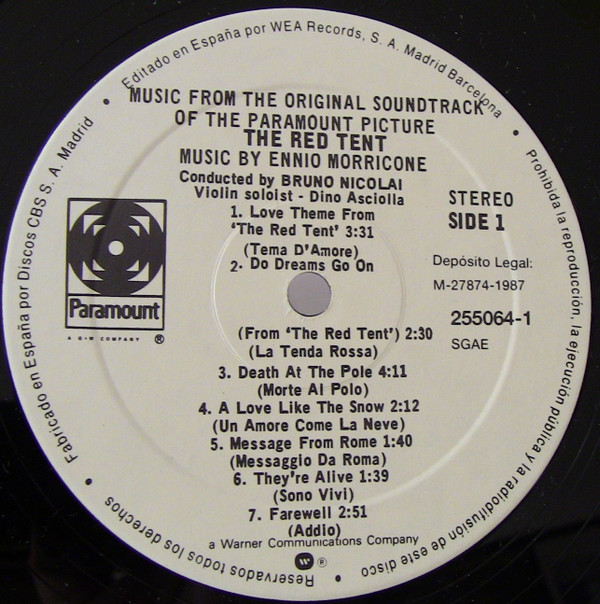 Editado en España por WEA Records, S. A. Madrid Barcelona
• Prohibida la reproducción, la ejecución pública y la radiodifusión de este disco
• Reservados todos los derechos
• Fabricado en España por Discos CBS S. A. Madrid •
MUSIC FROM THE ORIGINAL SOUNDTRACK
OF THE PARAMOUNT PICTURE
THE RED TENT
MUSIC BY ENNIO MORRICONE
Conducted by BRUNO NICOLAI
Violin soloist - Dino Asciolla
1. Love Theme From
'The Red Tent' 3:31
(Tema D'Amore)
2. Do Dreams Go On
(From 'The Red Tent') 2:30
(La Tenda Rossa)
3. Death At The Pole 4:11
(Morte Al Polo)
4. A Love Like The Snow 2:12
(Un Amore Come La Neve)
5. Message From Rome 1:40
(Messaggio Da Roma)
6. They're Alive 1:39
(Sono Vivi)
7. Farewell 2:51
(Addio)
a Warner Communications Company
W ®
Paramount
A G+W COMPANY ®
STEREO
SIDE 1
Depósito Legal:
M-27874-1987
255064-1
SGAE